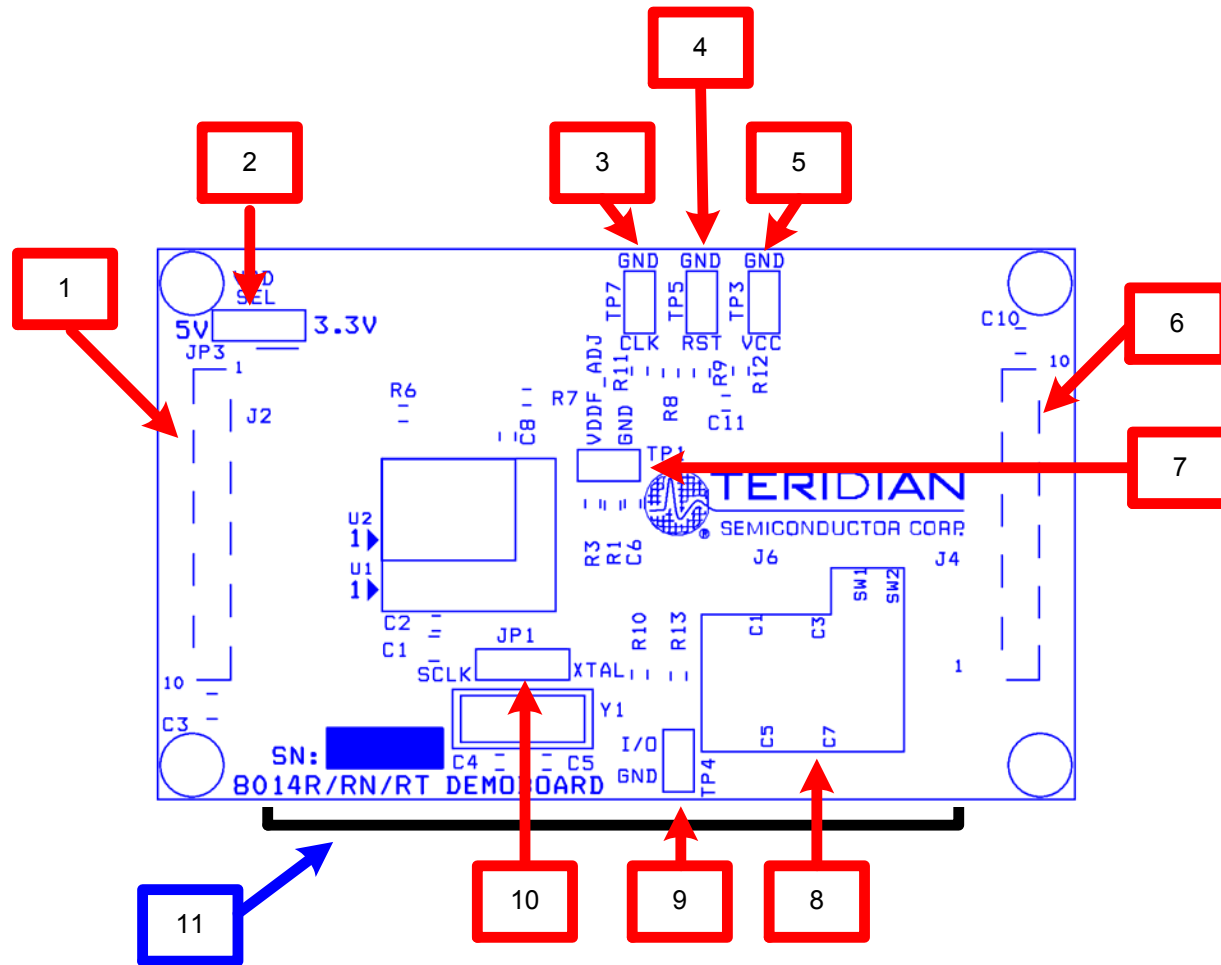 4
2
3
5
1
6
7
VDD
SEL
5V
3.3V
JP3
1
J2
10
C3
GND
GND
GND
TP7
TP5
TP3
CLK
RST
VCC
C10
10
R6
R7
C8
VDDF_ADJ
R11
GND
R8
R9
R12
C11
TP1
TERIDIAN
®
SEMICONDUCTOR CORP.
U2
1
U1
1
R3
R1
C6
J6
J4
SW1
SW2
C2
C1
JP1
SCLK
XTAL
R10
R13
C1
C3
1
Y1
C4
C5
I/O
GND
TP4
C5
C7
SN:
8014R/RN/RT DEMOBOARD
11
10
9
8